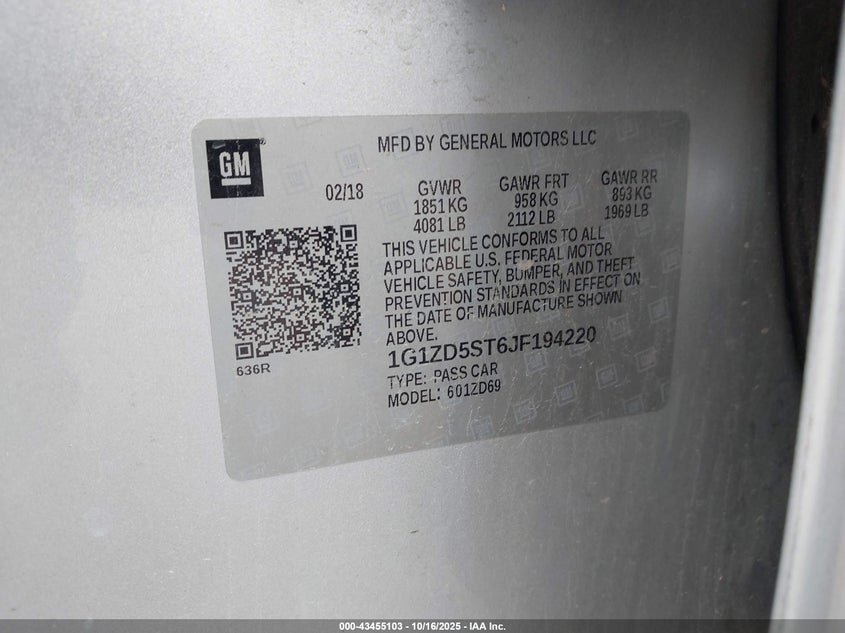 GM
MFD BY GENERAL MOTORS LLC
02/18
GVWR
1851 KG
4081 LB
GAWR FRT
958 KG
2112 LB
GAWR RR
893 KG
1969 LB
THIS VEHICLE CONFORMS TO ALL
APPLICABLE U.S. FEDERAL MOTOR
VEHICLE SAFETY, BUMPER, AND THEFT
PREVENTION STANDARDS IN EFFECT ON
THE DATE OF MANUFACTURE SHOWN
ABOVE.
1G1ZD5ST6JF194220
TYPE: PASS CAR
MODEL: 601ZD69
636R
000-43455103 - 10/16/2025 - IAA Inc.